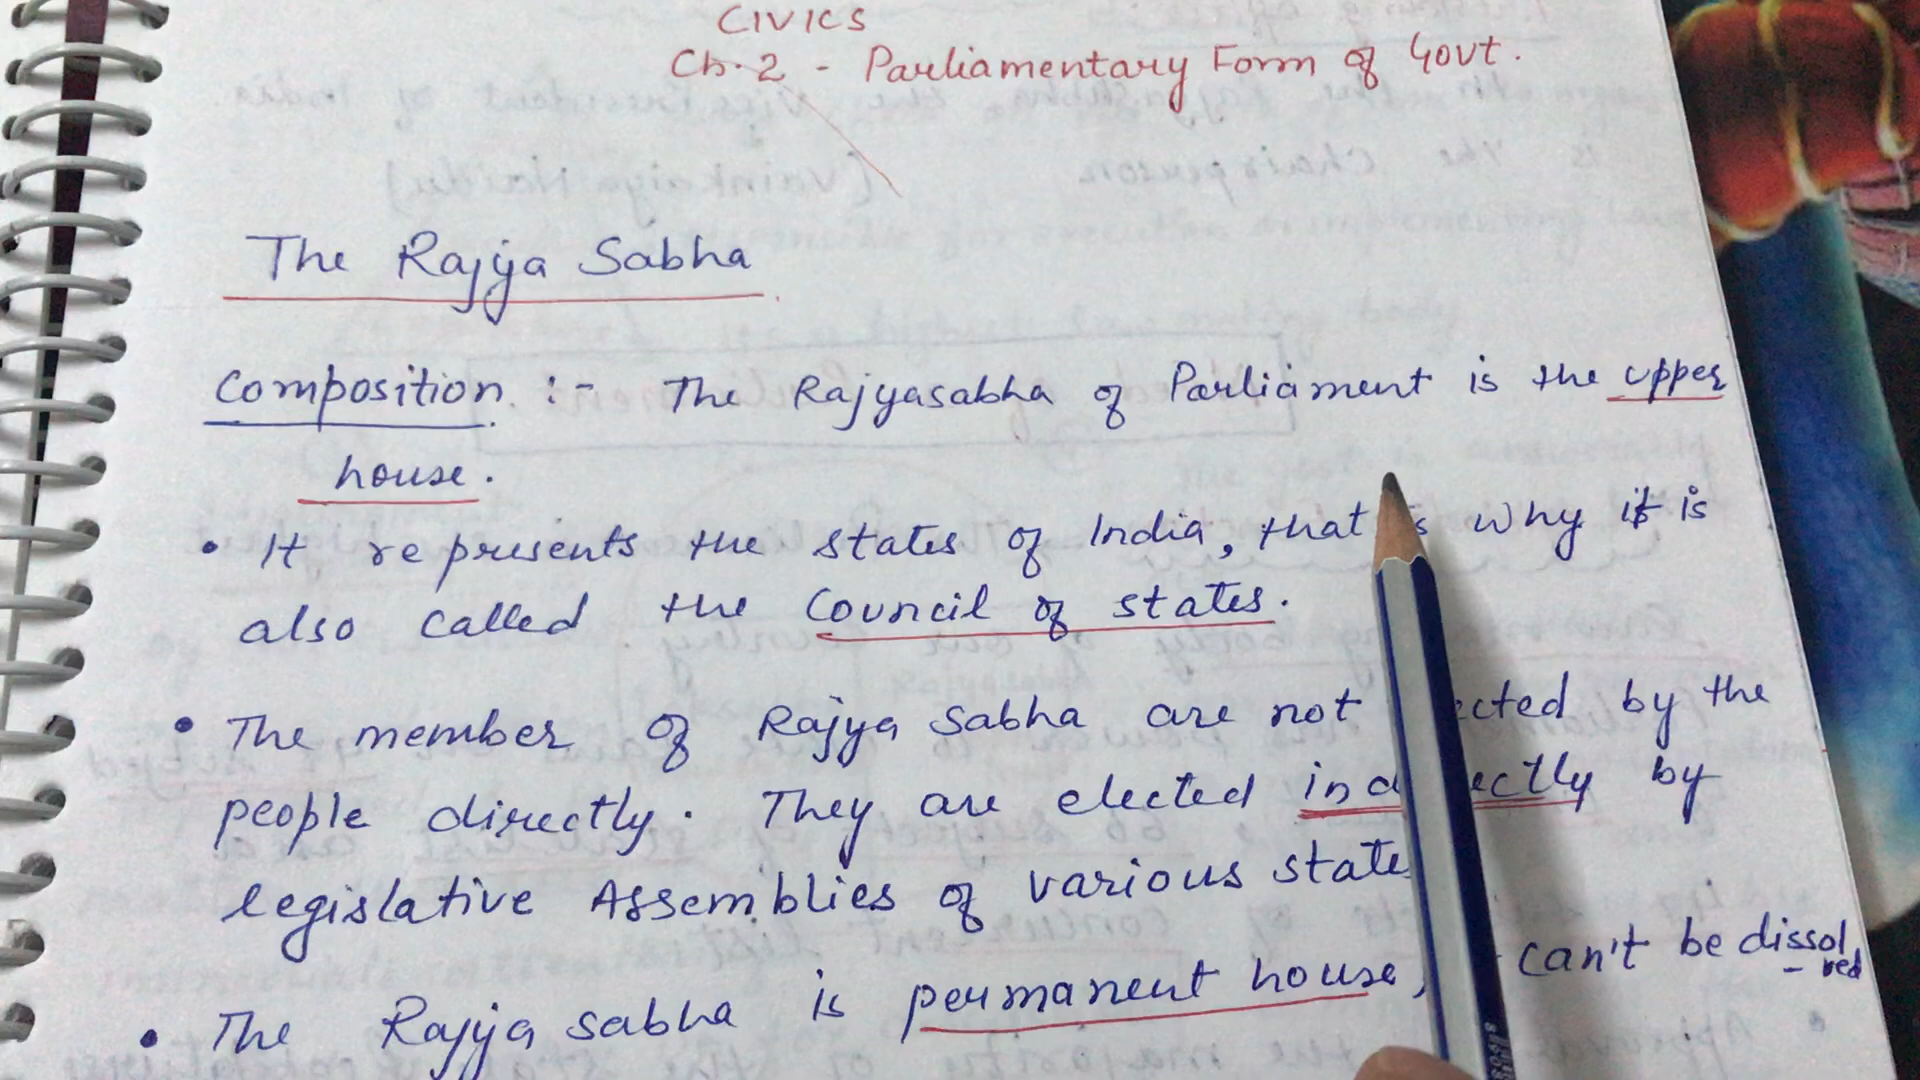 CIVICS
Ch. 2 - Parliamentary Form of Govt.
The Rajya Sabha
Composition :- The Rajyasabha of Parliament is the upper
house.
• It represents the states of India, that is why it is
also called the Council of states.
• The member of Rajya Sabha are not by the
people directly. They are elected indirectly by
legislative Assemblies of various state
• The Rajya sabha is permanent house, can't be dissolved